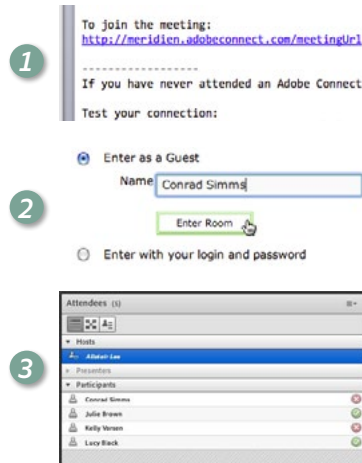 1
To join the meeting:
http://meridien.adobeconnect.com/meetingUrl
-----------------
If you have never attended an Adobe Connect
Test your connection:
2
Enter as a Guest
Name Conrad Simms
Enter Room
Enter with your login and password
3
Attendees (5)
Hosts
Presenters
Participants
Conrad Simms
Julie Brown
Kelly Verson
Lucy Black